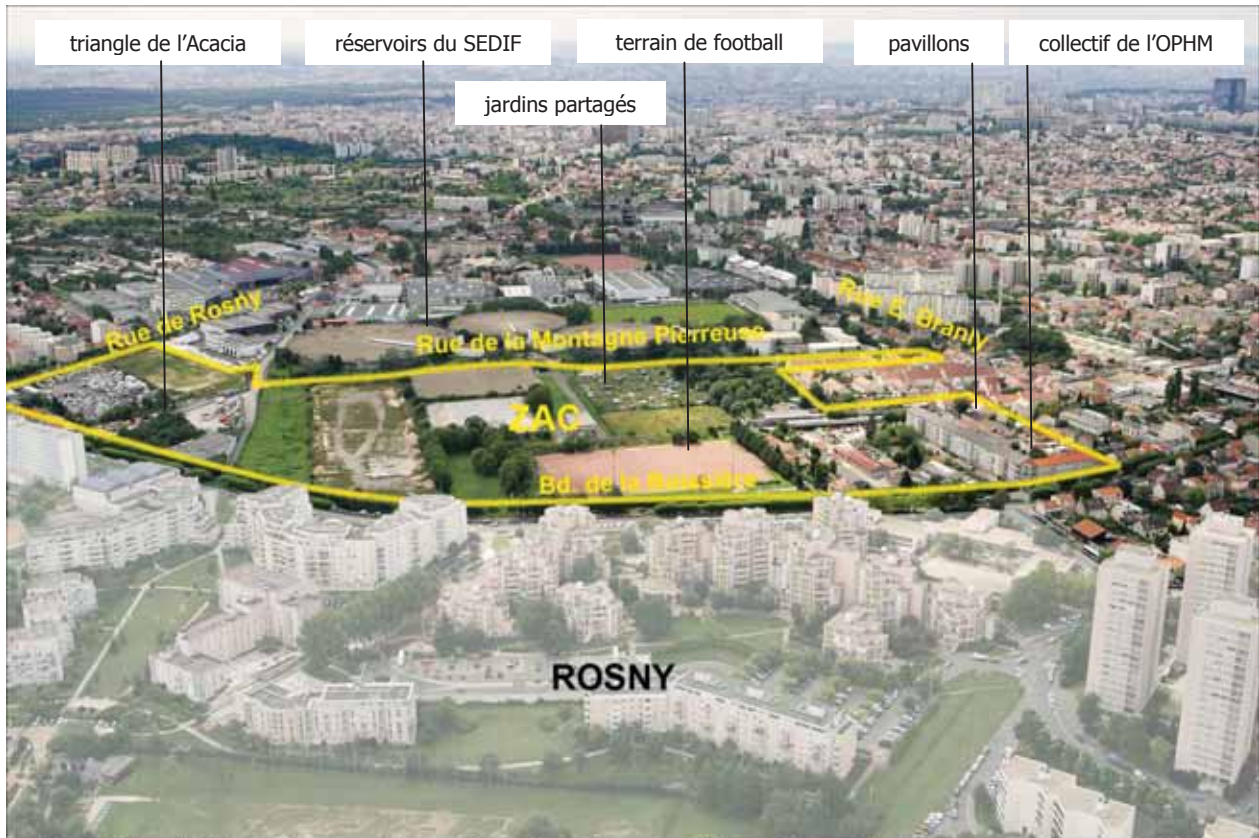 triangle de l'Acacia
réservoirs du SEDIF
terrain de football
pavillons
collectif de l'OPHM
jardins partagés
Rue de Rosny
Rue de la Montagne Pierreuse
Rue E. Branly
ZAC
Bd. de la Boissière
ROSNY